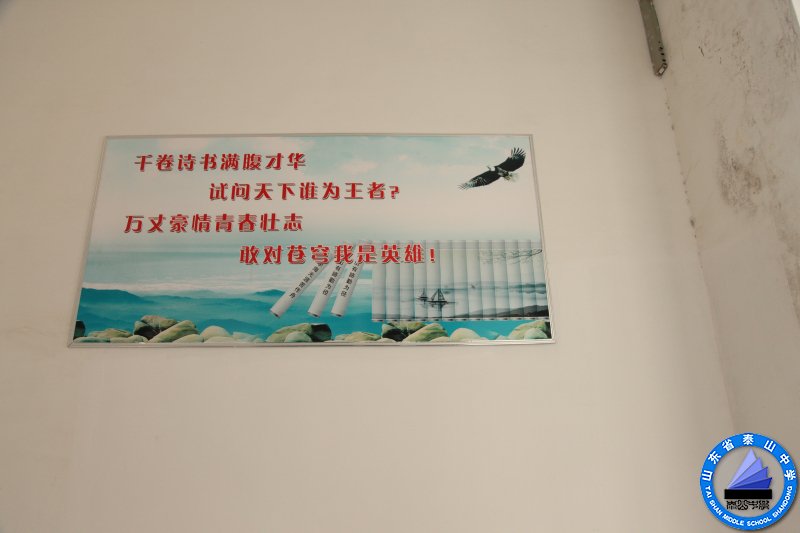 千卷诗书满腹才华
试问天下谁为王者?
万丈豪情青春壮志
敢对苍穹我是英雄!
山东省泰山中学
TAI SHAN MIDDLE SCHOOL SHANDONG